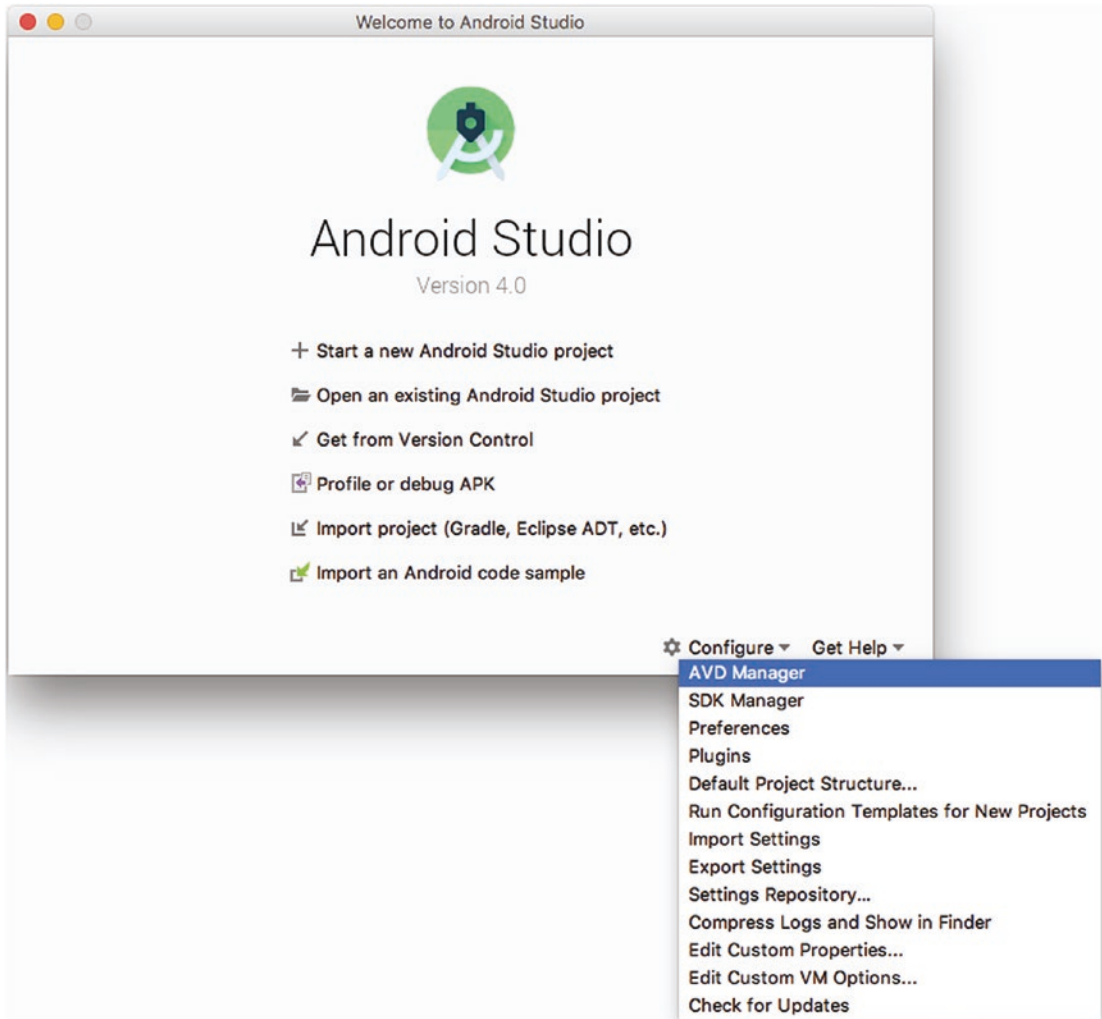 Welcome to Android Studio
Android Studio
Version 4.0
Start a new Android Studio project
Open an existing Android Studio project
Get from Version Control
Profile or debug APK
Import project (Gradle, Eclipse ADT, etc.)
Import an Android code sample
Configure Get Help
AVD Manager
SDK Manager
Preferences
Plugins
Default Project Structure...
Run Configuration Templates for New Projects
Import Settings
Export Settings
Settings Repository...
Compress Logs and Show in Finder
Edit Custom Properties...
Edit Custom VM Options...
Check for Updates